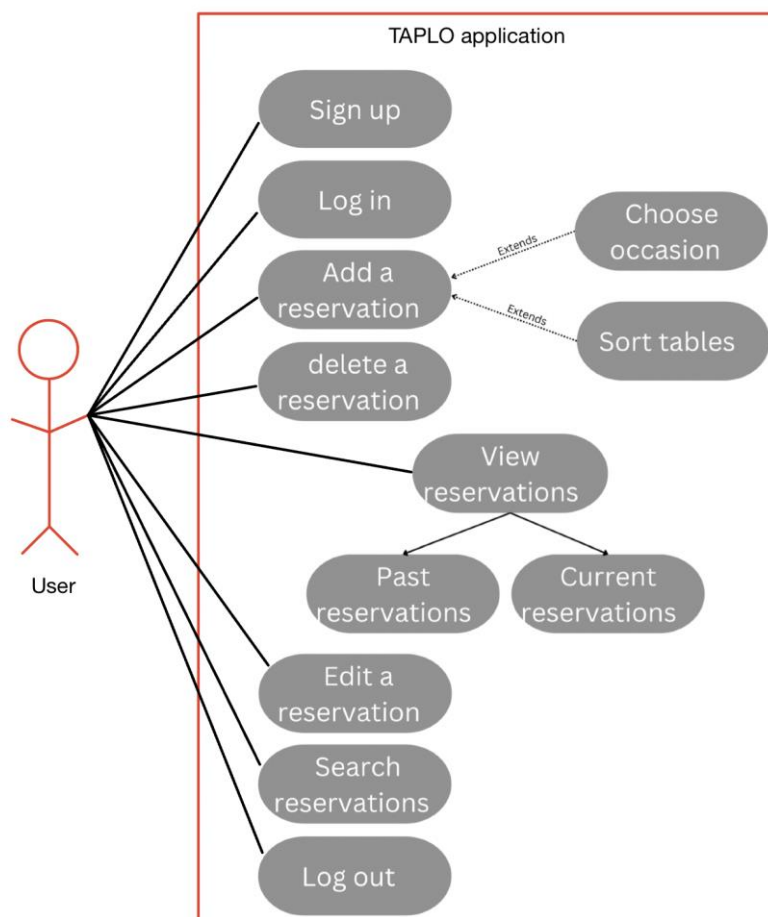 TAPLO application
Sign up
Log in
Choose
occasion
Extends
Add a
reservation
Extends
Sort tables
delete a
reservation
View
reservations
User
Past
reservations
Current
reservations
Edit a
reservation
Search
reservations
Log out